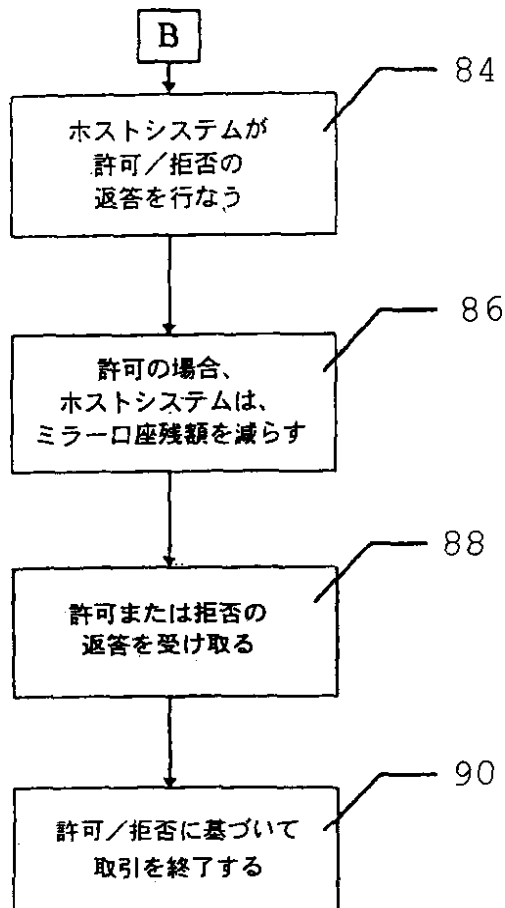 B
84
ホストシステムが
許可／拒否の
返答を行なう
86
許可の場合、
ホストシステムは、
ミラー口座残額を減らす
88
許可または拒否の
返答を受け取る
90
許可／拒否に基づいて
取引を終了する